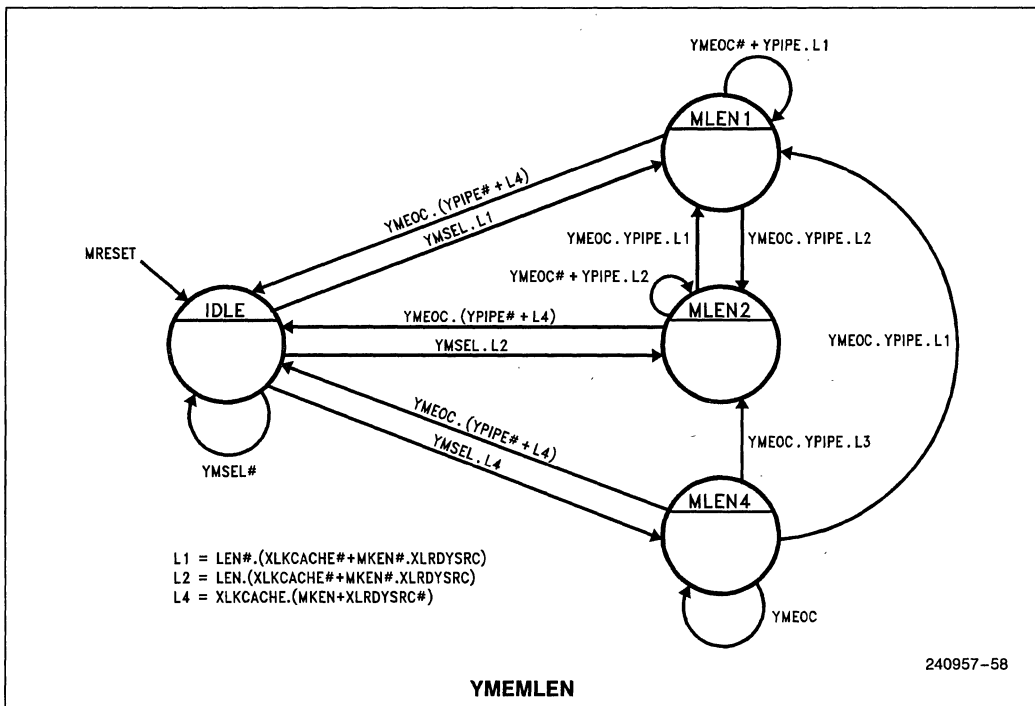 YMEOC# + YPIPE.L1
MLEN1
YMEOC.(YPIPE# + L4)
YMSEL.L1
YMEOC.YPIPE.L1
YMEOC.YPIPE.L2
MRESET
YMEOC# + YPIPE.L2
IDLE
MLEN2
YMEOC.(YPIPE# + L4)
YMSEL.L2
YMEOC.YPIPE.L1
YMEOC.(YPIPE# + L4)
YMSEL.L4
YMEOC.YPIPE.L3
YMSEL#
MLEN4
L1 = LEN#.(XLKCACHE#+MKEN#.XLRDYSRC)
L2 = LEN.(XLKCACHE#+MKEN#.XLRDYSRC)
L4 = XLKCACHE.(MKEN+XLRDYSRC#)
YMEOC
240957-58
YMEMLEN